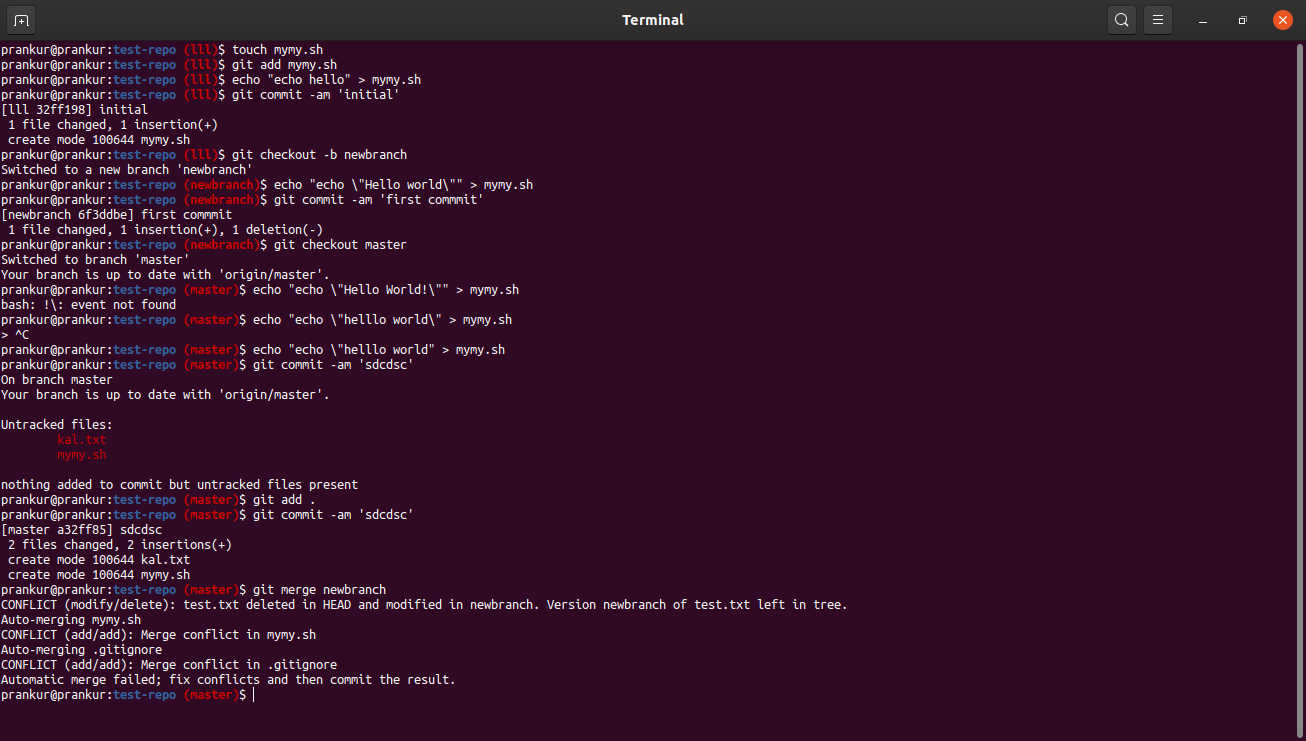 Terminal
prankur@prankur:test-repo (lll)$ touch mymy.sh
prankur@prankur:test-repo (lll)$ git add mymy.sh
prankur@prankur:test-repo (lll)$ echo "echo hello" > mymy.sh
prankur@prankur:test-repo (lll)$ git commit -am 'initial'
[lll 32ff198] initial
 1 file changed, 1 insertion(+)
 create mode 100644 mymy.sh
prankur@prankur:test-repo (lll)$ git checkout -b newbranch
Switched to a new branch 'newbranch'
prankur@prankur:test-repo (newbranch)$ echo "echo \"Hello world\"" > mymy.sh
prankur@prankur:test-repo (newbranch)$ git commit -am 'first commmit'
[newbranch 6f3ddbe] first commmit
 1 file changed, 1 insertion(+), 1 deletion(-)
prankur@prankur:test-repo (newbranch)$ git checkout master
Switched to branch 'master'
Your branch is up to date with 'origin/master'.
prankur@prankur:test-repo (master)$ echo "echo \"Hello World!\"" > mymy.sh
bash: !\: event not found
prankur@prankur:test-repo (master)$ echo "echo \"helllo world\" > mymy.sh
> ^C
prankur@prankur:test-repo (master)$ echo "echo \"helllo world" > mymy.sh
prankur@prankur:test-repo (master)$ git commit -am 'sdcdsc'
On branch master
Your branch is up to date with 'origin/master'.

Untracked files:
        kal.txt
        mymy.sh

nothing added to commit but untracked files present
prankur@prankur:test-repo (master)$ git add .
prankur@prankur:test-repo (master)$ git commit -am 'sdcdsc'
[master a32ff85] sdcdsc
 2 files changed, 2 insertions(+)
 create mode 100644 kal.txt
 create mode 100644 mymy.sh
prankur@prankur:test-repo (master)$ git merge newbranch
CONFLICT (modify/delete): test.txt deleted in HEAD and modified in newbranch. Version newbranch of test.txt left in tree.
Auto-merging mymy.sh
CONFLICT (add/add): Merge conflict in mymy.sh
Auto-merging .gitignore
CONFLICT (add/add): Merge conflict in .gitignore
Automatic merge failed; fix conflicts and then commit the result.
prankur@prankur:test-repo (master)$